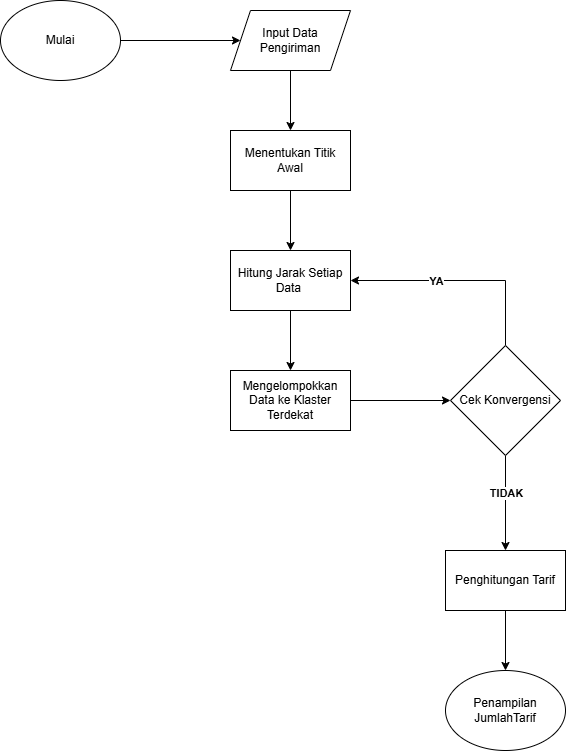 Mulai
Input Data
Pengiriman
Menentukan Titik
Awal
Hitung Jarak Setiap
Data
YA
Mengelompokkan
Data ke Klaster
Terdekat
Cek Konvergensi
TIDAK
Penghitungan Tarif
Penampilan
JumlahTarif